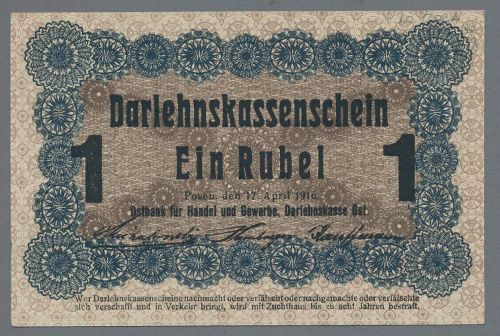 Darlehnskassenschein
1 Ein Rubel 1
Posen, den 17. April 1916.
Ostbank für Handel und Gewerbe, Darlehnskasse Ost.
Wer Darlehnskassenscheine nachmacht oder verfälscht oder nachgemachte oder verfälschte
sich verschafft und in Verkehr bringt, wird mit Zuchthaus bis zu acht Jahren bestraft.